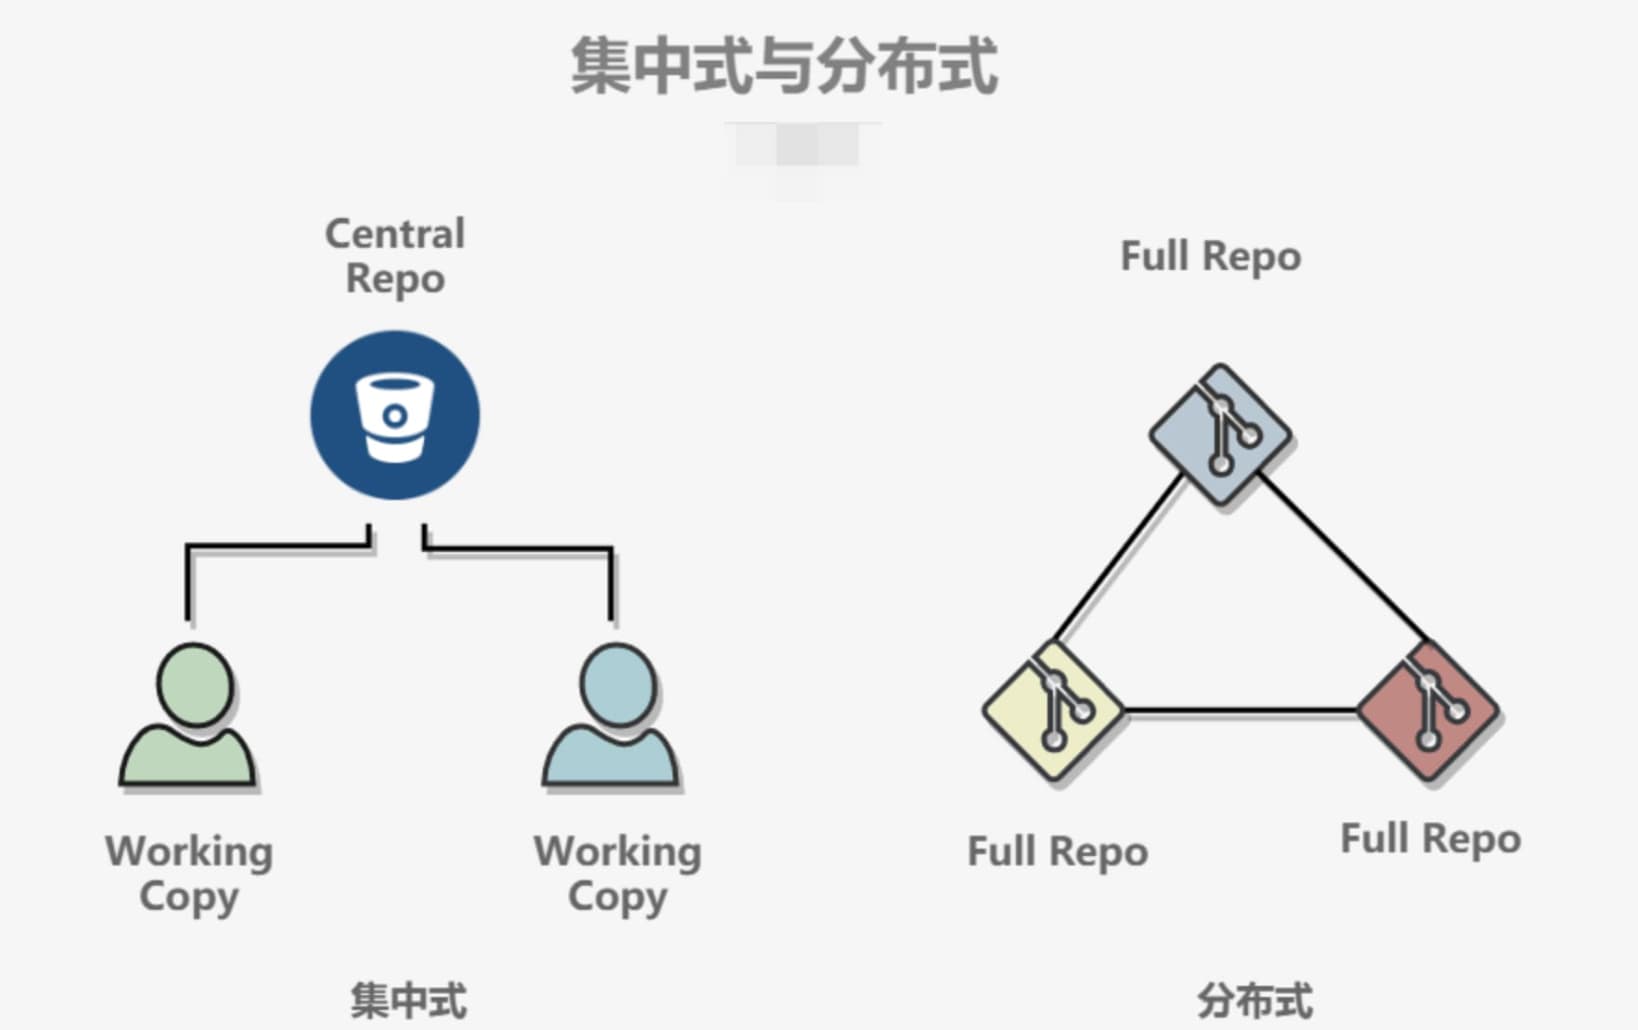 集中式与分布式
Central
Repo
Working
Copy
Working
Copy
集中式
Full Repo
Full Repo
Full Repo
分布式